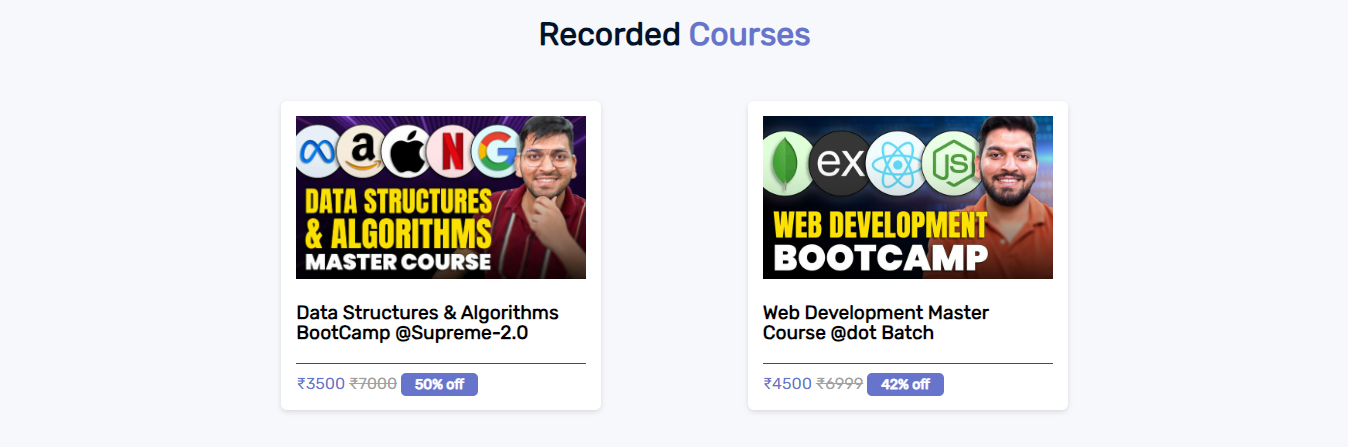 Recorded Courses
a N G
DATA STRUCTURES
& ALGORITHMS
MASTER COURSE
Data Structures & Algorithms
BootCamp @Supreme-2.0
₹3500 ₹7000 50% off
ex JS
WEB DEVELOPMENT
BOOTCAMP
Web Development Master
Course @dot Batch
₹4500 ₹6999 42% off